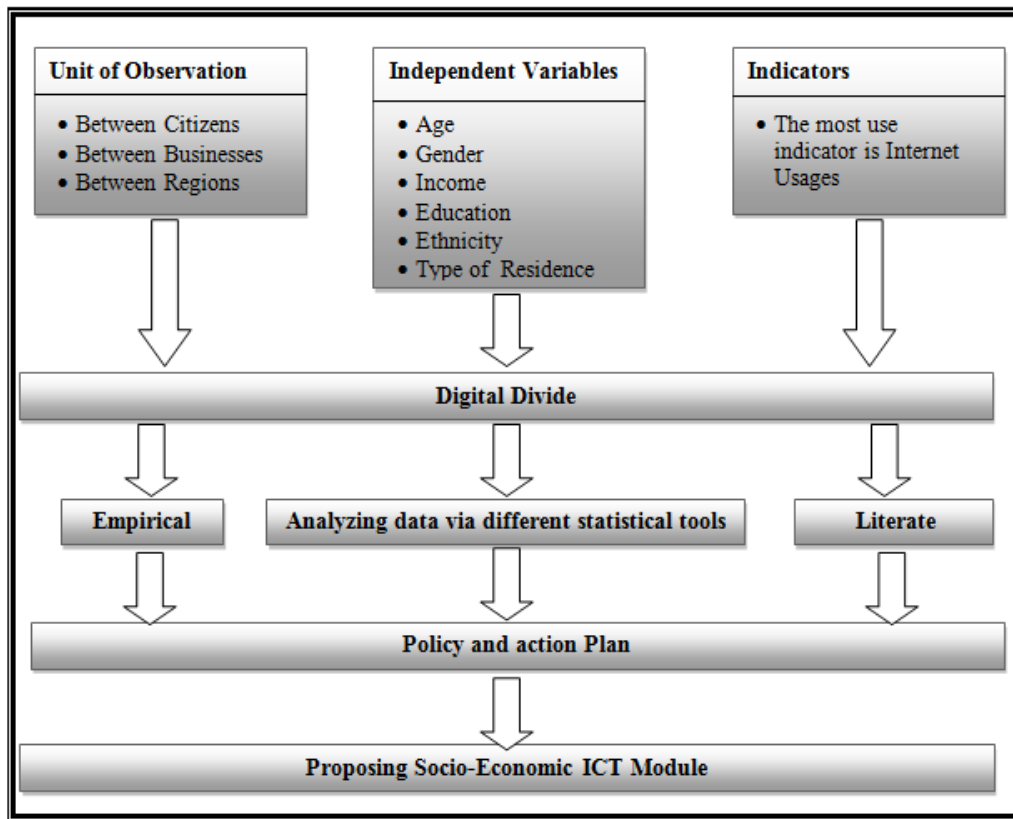 Unit of Observation
• Between Citizens
• Between Businesses
• Between Regions
Independent Variables
• Age
• Gender
• Income
• Education
• Ethnicity
• Type of Residence
Indicators
• The most use
indicator is Internet
Usages
Digital Divide
Empirical
Analyzing data via different statistical tools
Literate
Policy and action Plan
Proposing Socio-Economic ICT Module